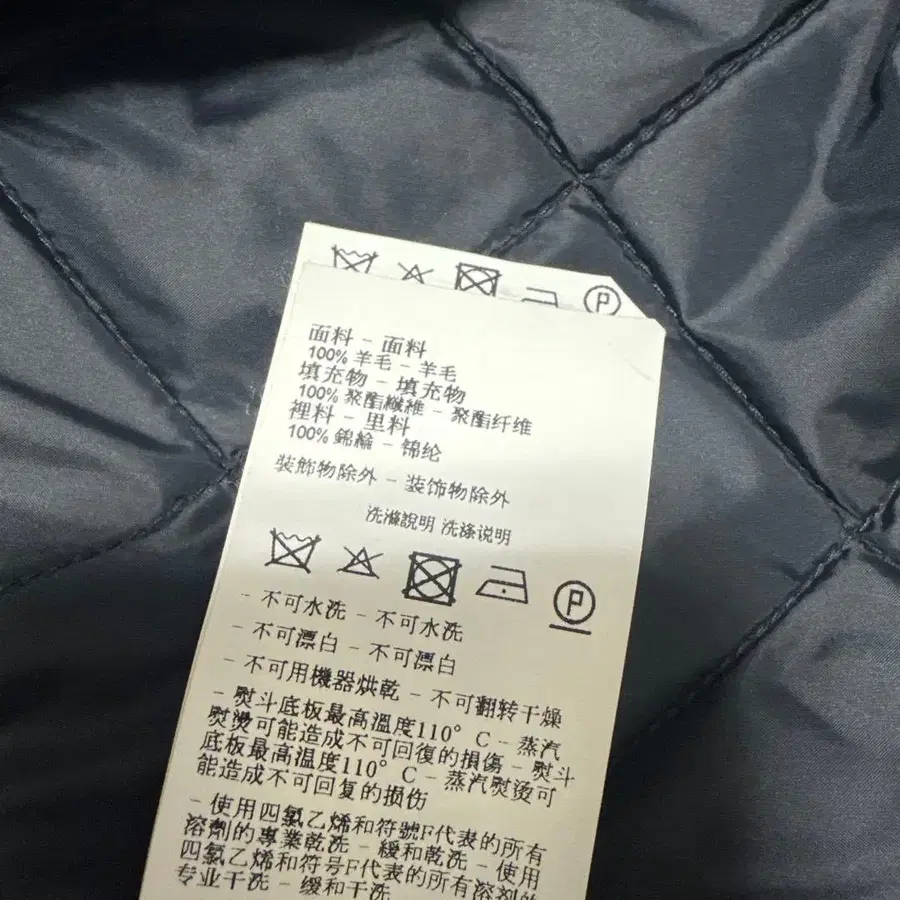 P
面料 - 面料
100% 羊毛 - 羊毛
填充物 - 填充物
100% 聚酯纖維 - 聚酯纤维
裡料 - 里料
100% 錦綸 - 锦纶
裝飾物除外 - 装饰物除外
洗滌說明 洗涤说明
P
- 不可水洗 - 不可水洗
- 不可漂白 - 不可漂白
- 不可用機器烘乾 - 不可翻转干燥
- 熨斗底板最高溫度110° C - 蒸汽
熨燙可能造成不可回復的損傷 - 熨斗
底板最高温度110° C - 蒸汽熨烫可
能造成不可回复的损伤
- 使用四氯乙烯和符號F代表的所有
溶劑的專業乾洗 - 緩和乾洗 - 使用
四氯乙烯和符号F代表的所有溶剂的
专业干洗 - 缓和干洗